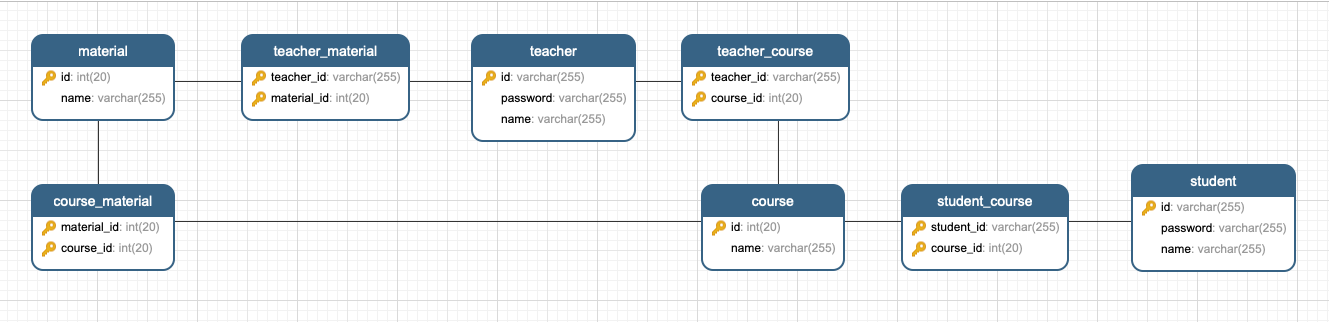 material
id: int(20)
name: varchar(255)
teacher_material
teacher_id: varchar(255)
material_id: int(20)
teacher
id: varchar(255)
password: varchar(255)
name: varchar(255)
teacher_course
teacher_id: varchar(255)
course_id: int(20)
course_material
material_id: int(20)
course_id: int(20)
course
id: int(20)
name: varchar(255)
student_course
student_id: varchar(255)
course_id: int(20)
student
id: varchar(255)
password: varchar(255)
name: varchar(255)